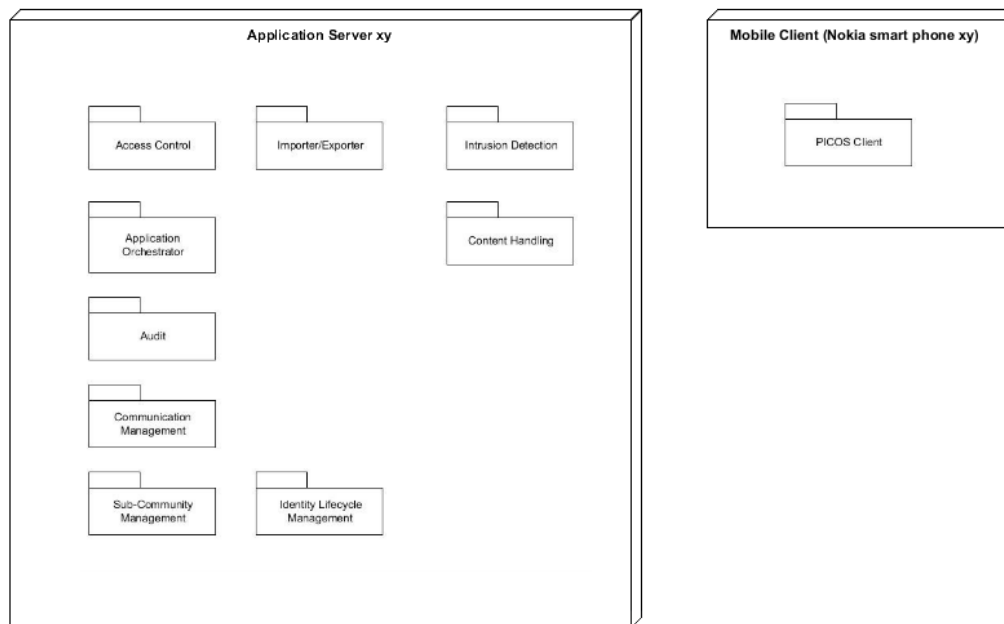 Application Server xy
Mobile Client (Nokia smart phone xy)
Access Control
Importer/Exporter
Intrusion Detection
PICOS Client
Application
Orchestrator
Content Handling
Audit
Communication
Management
Sub-Community
Management
Identity Lifecycle
Management